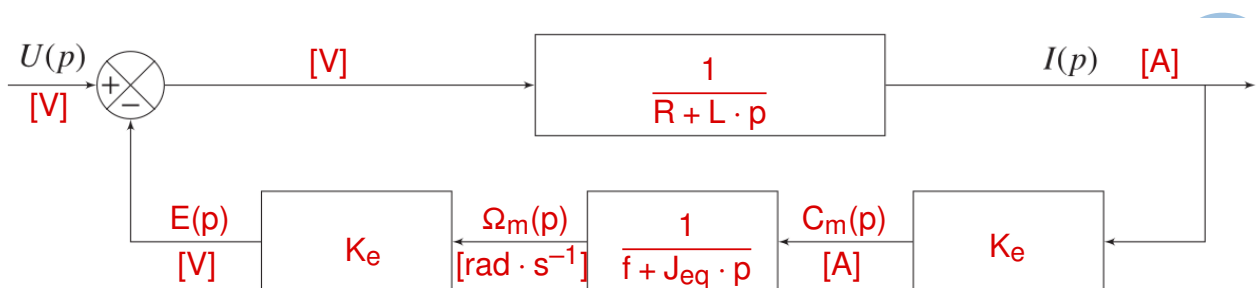 U(p)
[V]
+
−
[V]
1
R + L · p
I(p) [A]
E(p)
[V]
Kₑ
Ωₘ(p)
[rad · s⁻¹]
1
f + J_eq · p
Cₘ(p)
[A]
Kₑ